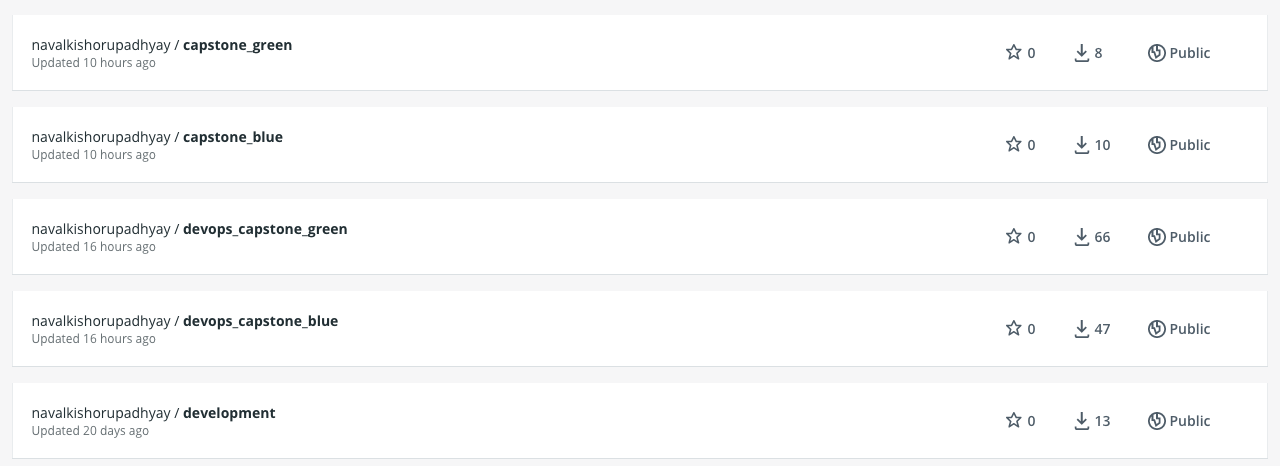 navalkishorupadhyay / capstone_green 0 8 Public
Updated 10 hours ago
navalkishorupadhyay / capstone_blue 0 10 Public
Updated 10 hours ago
navalkishorupadhyay / devops_capstone_green 0 66 Public
Updated 16 hours ago
navalkishorupadhyay / devops_capstone_blue 0 47 Public
Updated 16 hours ago
navalkishorupadhyay / development 0 13 Public
Updated 20 days ago